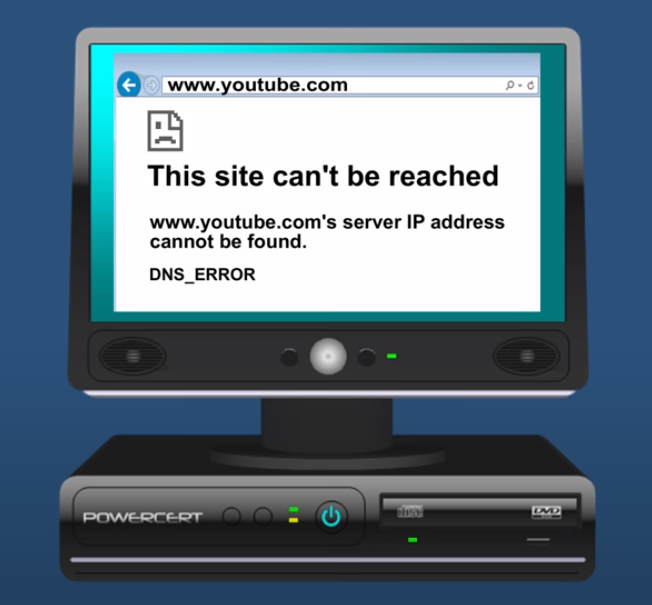 www.youtube.com
This site can't be reached
www.youtube.com's server IP address
cannot be found.
DNS_ERROR
POWERCERT
disc
DVD